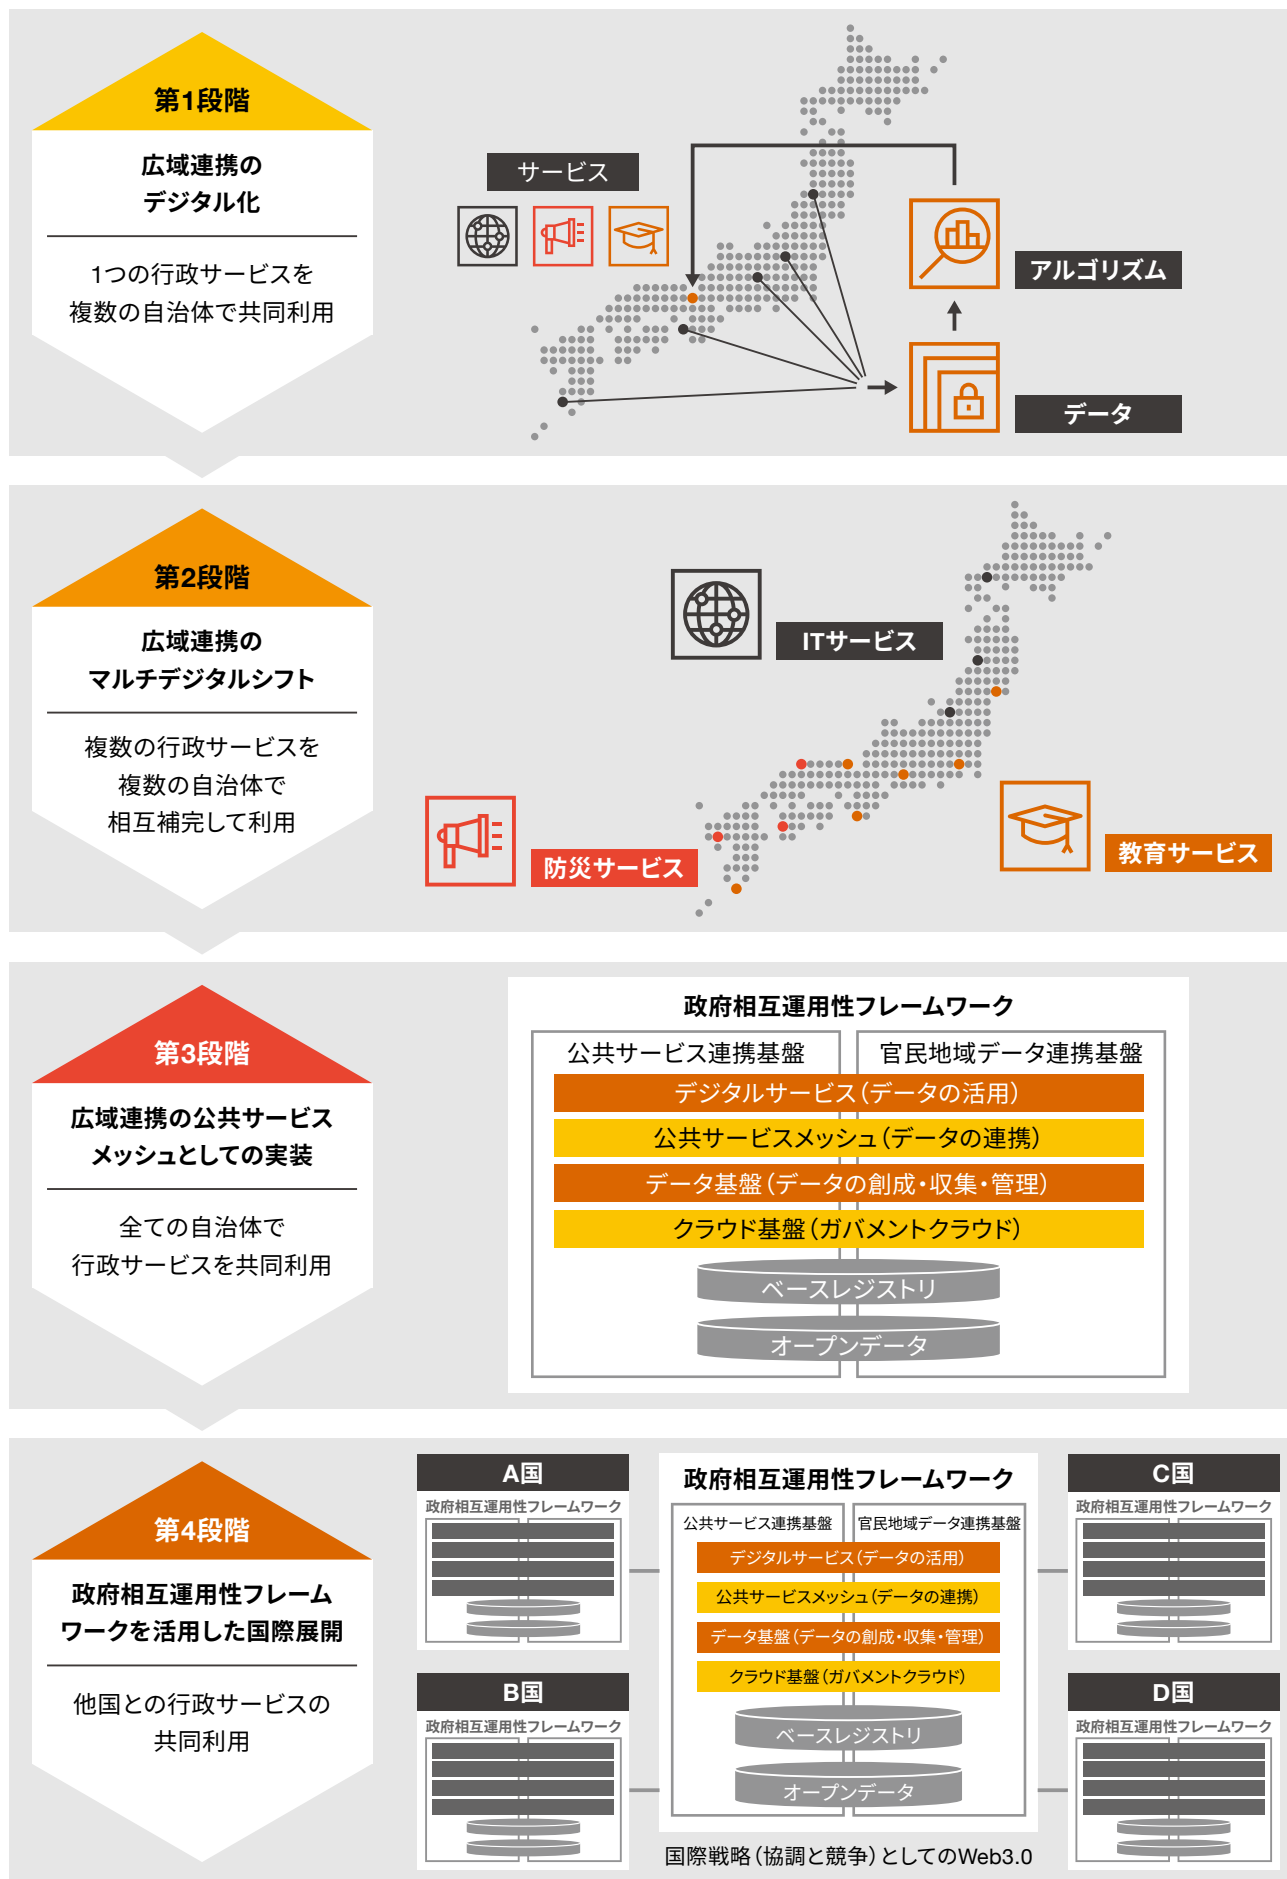 第1段階
広域連携の
デジタル化
1つの行政サービスを
複数の自治体で共同利用
サービス
アルゴリズム
データ
第2段階
広域連携の
マルチデジタルシフト
複数の行政サービスを
複数の自治体で
相互補完して利用
ITサービス
防災サービス
教育サービス
第3段階
広域連携の公共サービス
メッシュとしての実装
全ての自治体で
行政サービスを共同利用
政府相互運用性フレームワーク
公共サービス連携基盤
官民地域データ連携基盤
デジタルサービス(データの活用)
公共サービスメッシュ(データの連携)
データ基盤(データの創成・収集・管理)
クラウド基盤(ガバメントクラウド)
ベースレジストリ
オープンデータ
第4段階
政府相互運用性フレーム
ワークを活用した国際展開
他国との行政サービスの
共同利用
A国
政府相互運用性フレームワーク
B国
政府相互運用性フレームワーク
政府相互運用性フレームワーク
公共サービス連携基盤
官民地域データ連携基盤
デジタルサービス(データの活用)
公共サービスメッシュ(データの連携)
データ基盤(データの創成・収集・管理)
クラウド基盤(ガバメントクラウド)
ベースレジストリ
オープンデータ
国際戦略(協調と競争)としてのWeb3.0
C国
政府相互運用性フレームワーク
D国
政府相互運用性フレームワーク